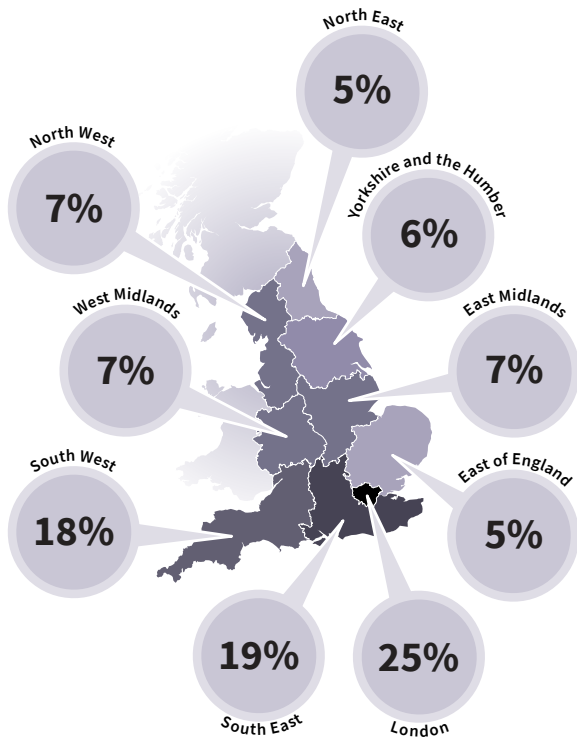 North East
5%
North West
7%
Yorkshire and the Humber
6%
West Midlands
7%
East Midlands
7%
South West
18%
East of England
5%
19%
South East
25%
London